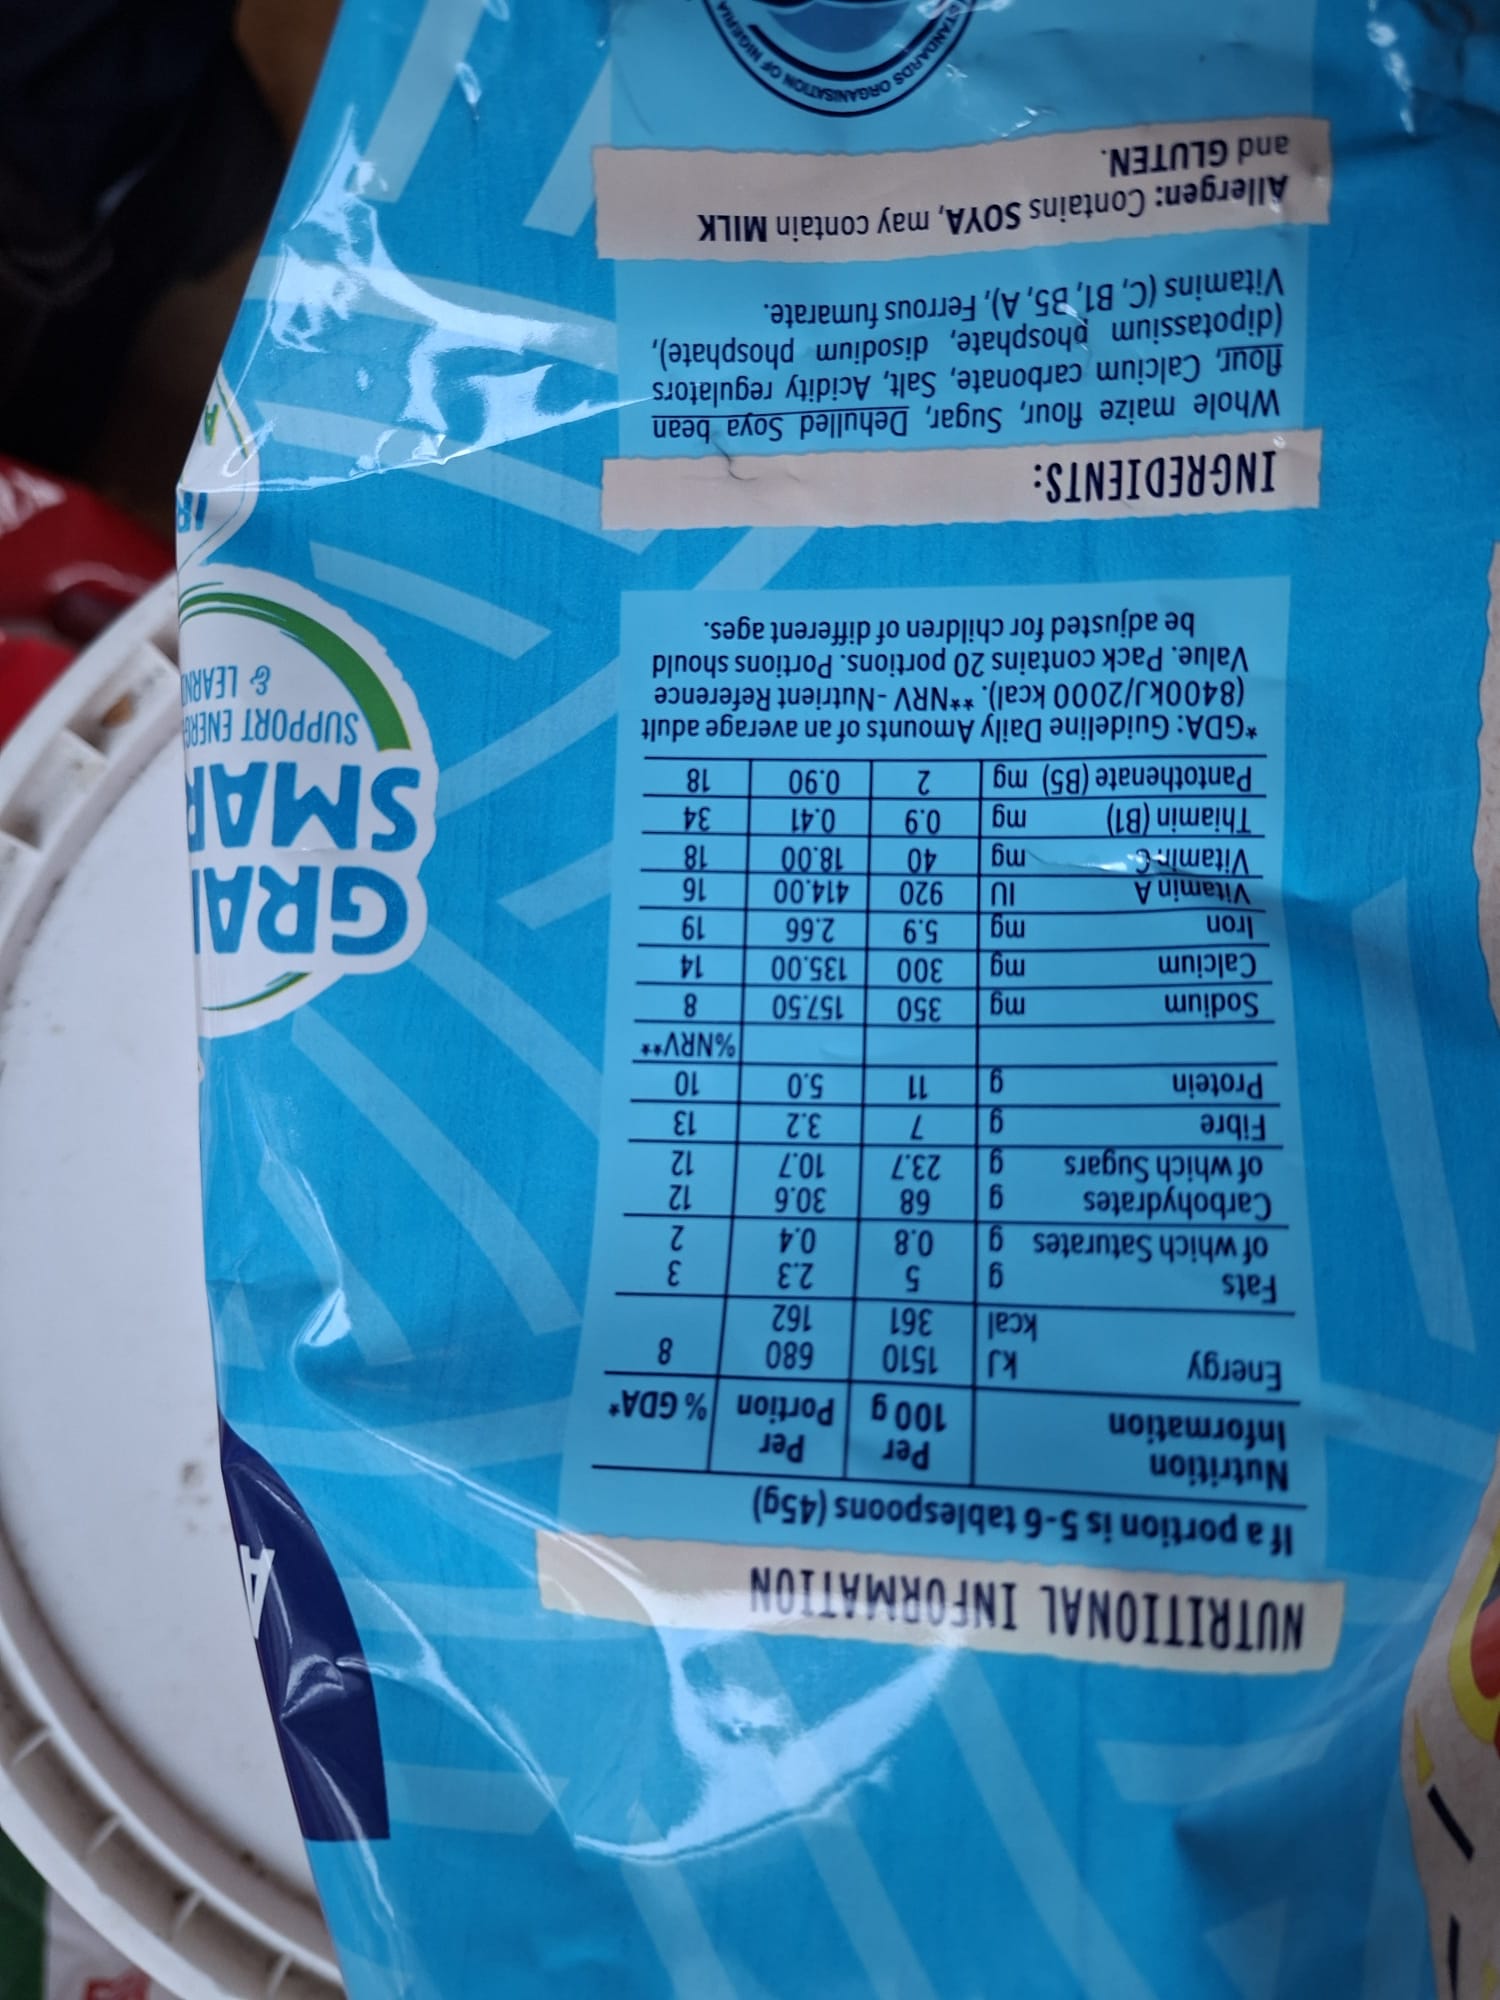 NUTRITIONAL INFORMATION
If a portion is 5-6 tablespoons (45g)
Nutrition Information Per 100 g Per Portion % GDA*
Energy kJ 1510 680 8
kcal 361 162
Fats g 5 2.3 3
of which Saturates g 0.8 0.4 2
Carbohydrates g 68 30.6 12
of which Sugars g 23.7 10.7 12
Fibre g 7 3.2 13
Protein g 11 5.0 10
%NRV**
Sodium mg 350 157.50 8
Calcium mg 300 135.00 14
Iron mg 5.9 2.66 19
Vitamin A IU 920 414.00 16
Vitamin C mg 40 18.00 18
Thiamin (B1) mg 0.9 0.41 34
Pantothenate (B5) mg 2 0.90 18
*GDA: Guideline Daily Amounts of an average adult
(8400kJ/2000 kcal). **NRV -Nutrient Reference
Value. Pack contains 20 portions. Portions should
be adjusted for children of different ages.
INGREDIENTS:
Whole maize flour, Sugar, Dehulled Soya bean
flour, Calcium carbonate, Salt, Acidity regulators
(dipotassium phosphate, disodium phosphate),
Vitamins (C, B1, B5, A), Ferrous fumarate.
Allergen: Contains SOYA, may contain MILK
and GLUTEN.
STANDARDS ORGANISATION OF NIGERIA
SUPPORT
&